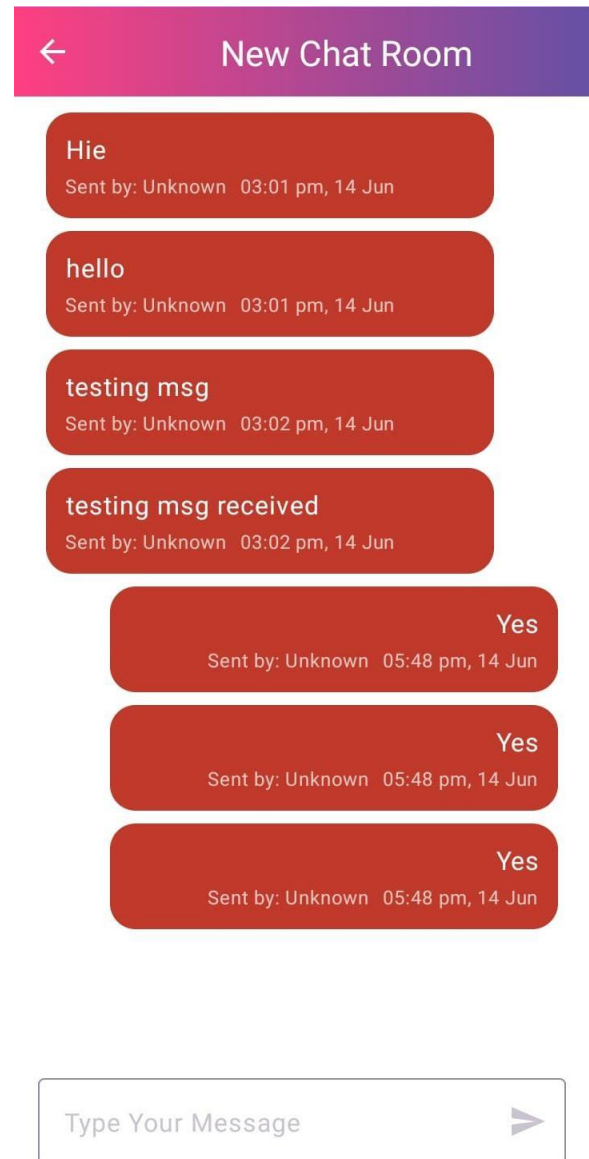 New Chat Room
Hie
Sent by: Unknown 03:01 pm, 14 Jun
hello
Sent by: Unknown 03:01 pm, 14 Jun
testing msg
Sent by: Unknown 03:02 pm, 14 Jun
testing msg received
Sent by: Unknown 03:02 pm, 14 Jun
Yes
Sent by: Unknown 05:48 pm, 14 Jun
Yes
Sent by: Unknown 05:48 pm, 14 Jun
Yes
Sent by: Unknown 05:48 pm, 14 Jun
Type Your Message